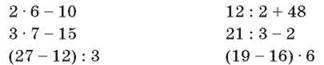 2 · 6 – 10
3 · 7 – 15
(27 – 12) : 3
12 : 2 + 48
21 : 3 – 2
(19 – 16) · 6